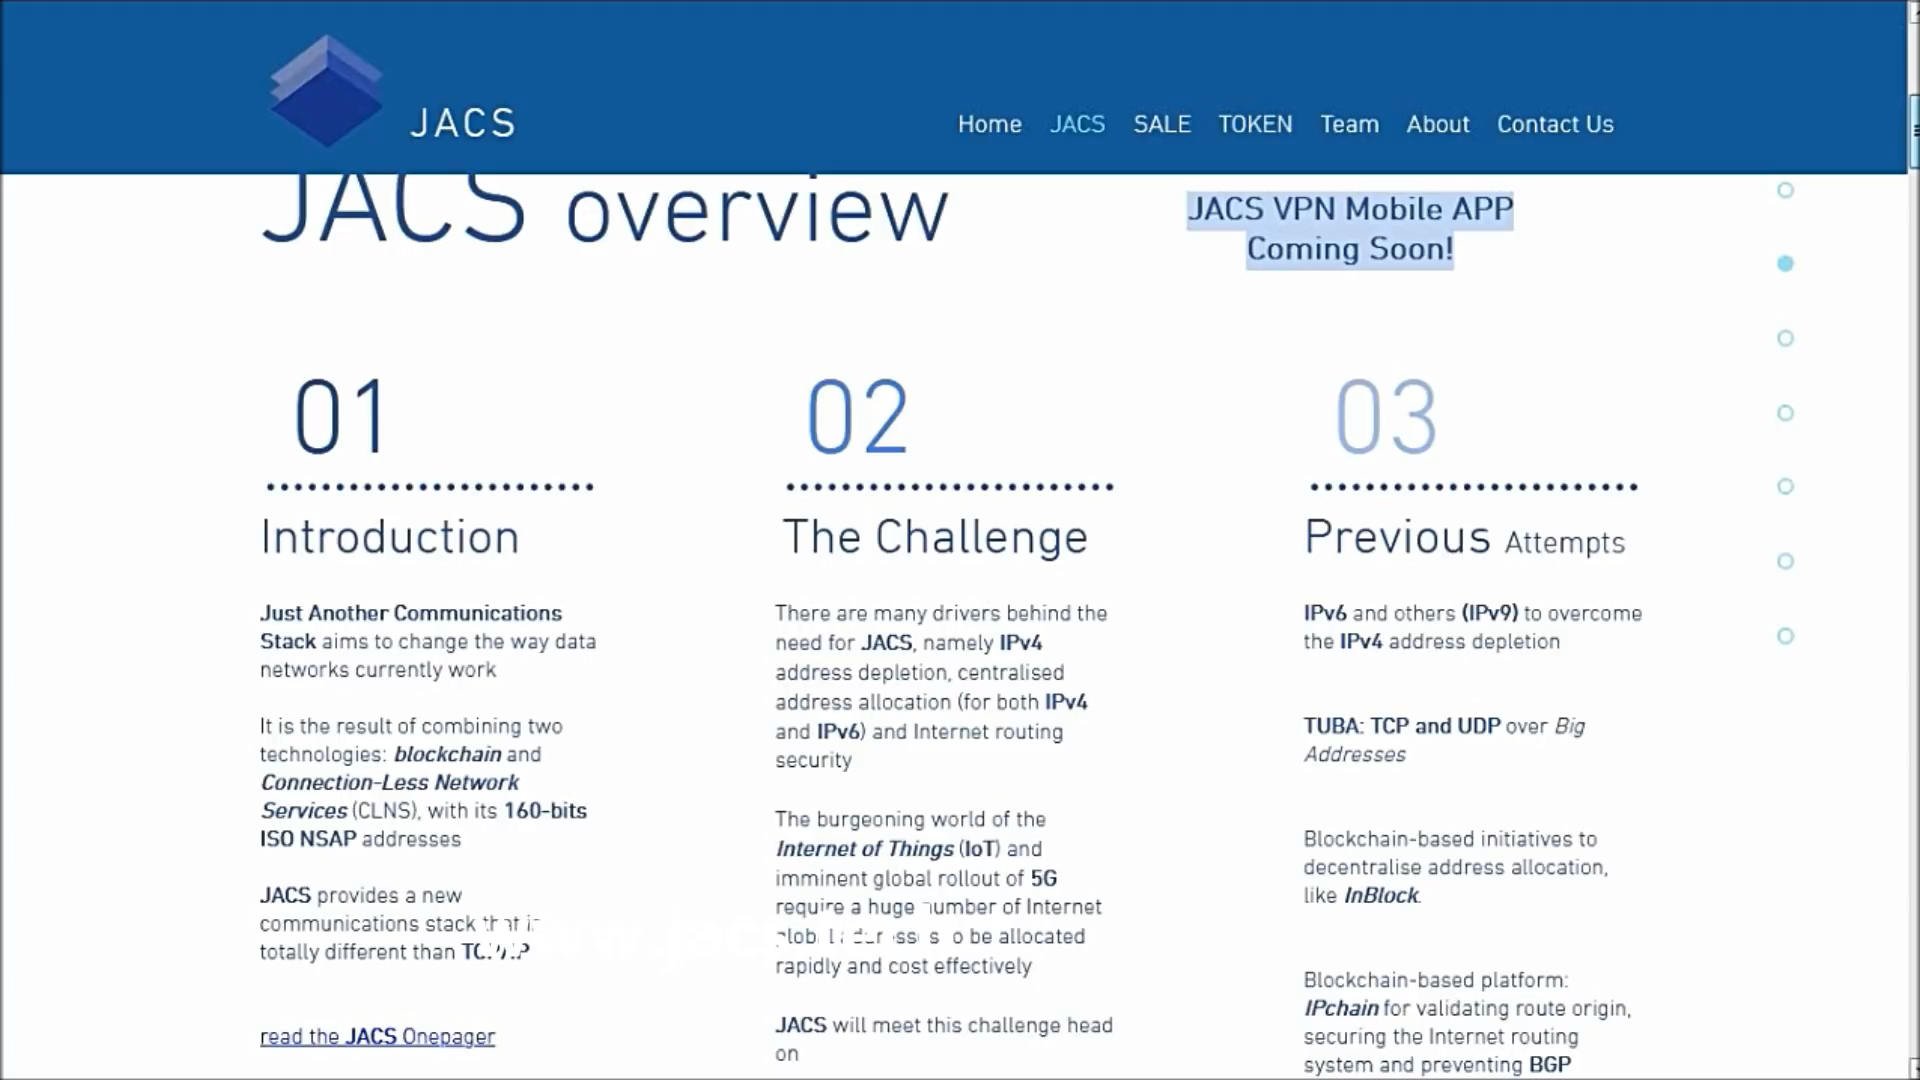 JACS
Home JACS SALE TOKEN Team About Contact Us
JACS overview
JACS VPN Mobile APP
Coming Soon!
01
Introduction
Just Another Communications
Stack aims to change the way data
networks currently work
It is the result of combining two
technologies: blockchain and
Connection-Less Network
Services (CLNS), with its 160-bits
ISO NSAP addresses
JACS provides a new
communications stack that
totally different than
read the JACS Onepager
02
The Challenge
There are many drivers behind the
need for JACS, namely IPv4
address depletion, centralised
address allocation (for both IPv4
and IPv6) and Internet routing
security
The burgeoning world of the
Internet of Things (IoT) and
imminent global rollout of 5G
require a huge number of Internet
to be allocated
rapidly and cost effectively
JACS will meet this challenge head
on
03
Previous Attempts
IPv6 and others (IPv9) to overcome
the IPv4 address depletion
TUBA: TCP and UDP over Big
Addresses
Blockchain-based initiatives to
decentralise address allocation,
like InBlock.
Blockchain-based platform:
IPchain for validating route origin,
securing the Internet routing
system and preventing BGP